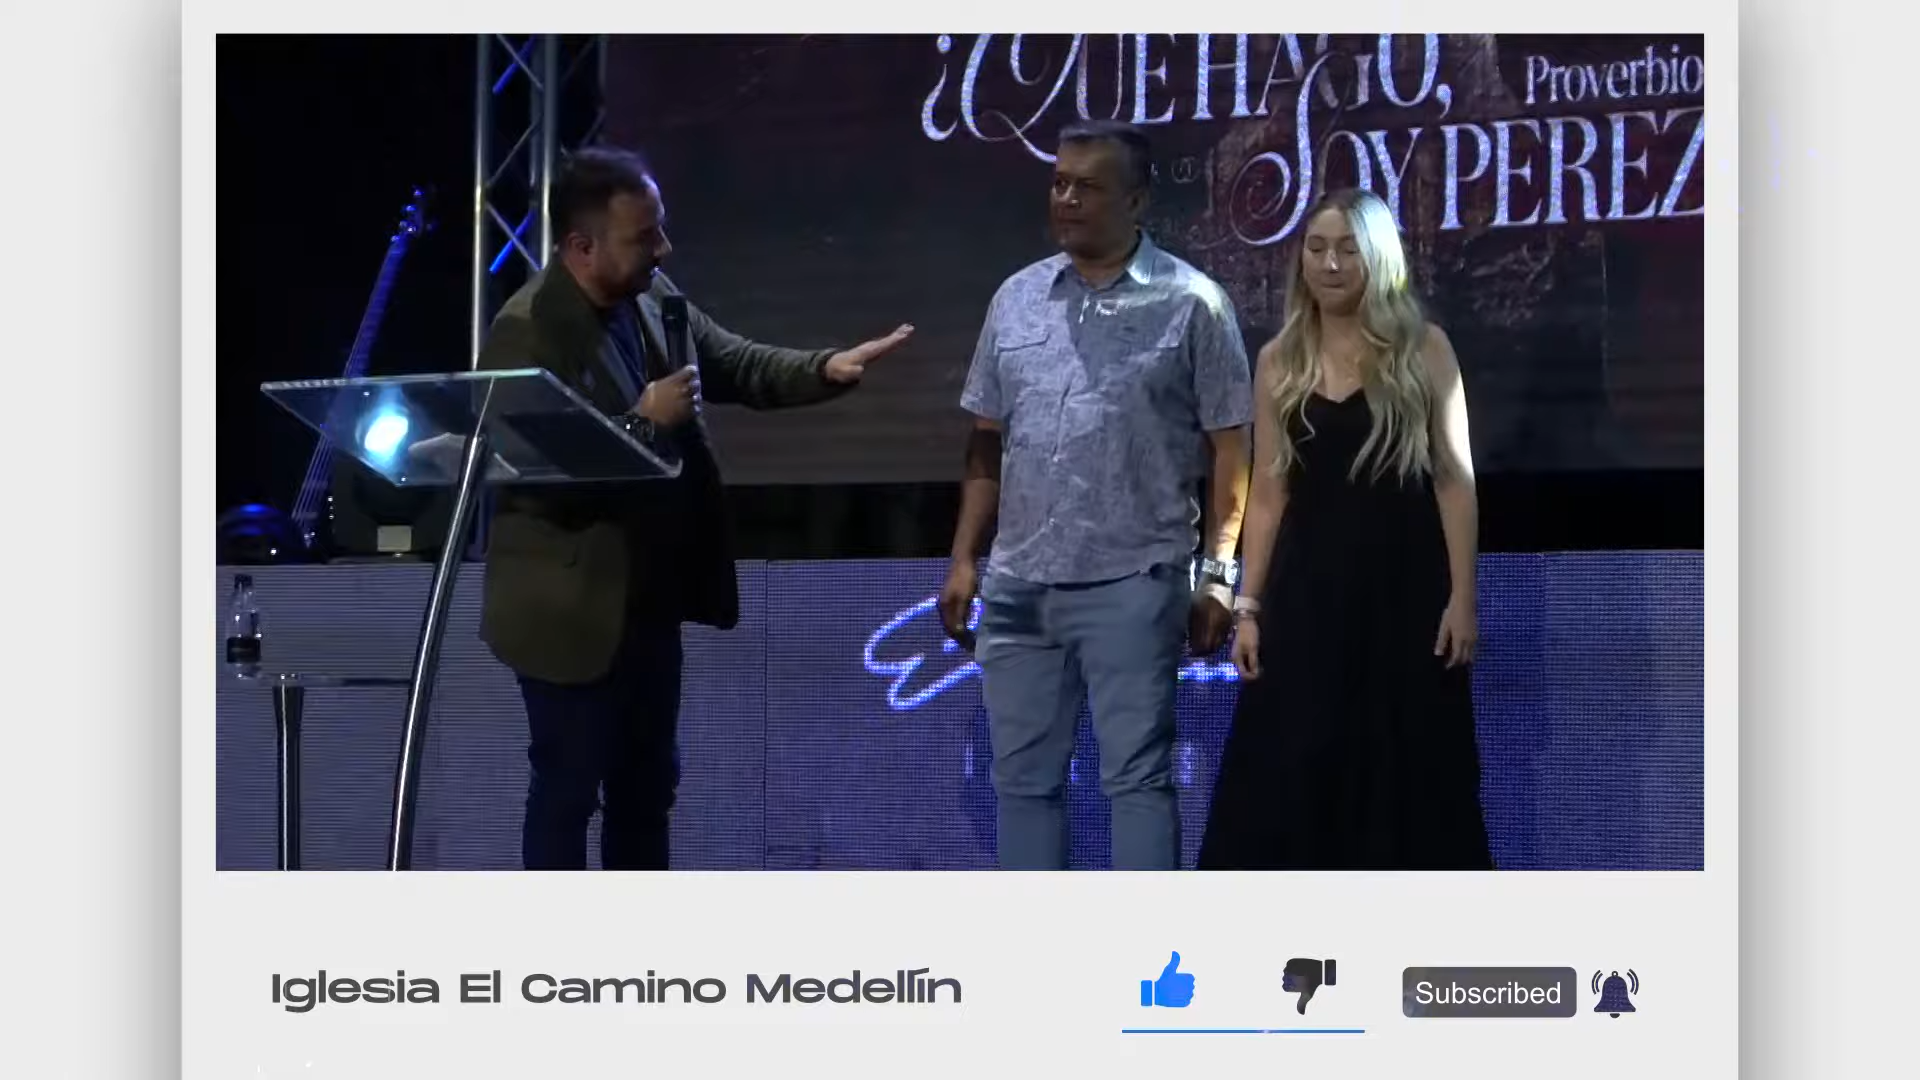 ¿QUE HAGO,
Proverbio
SOY PEREZ
Iglesia El Camino Medellín
Subscribed